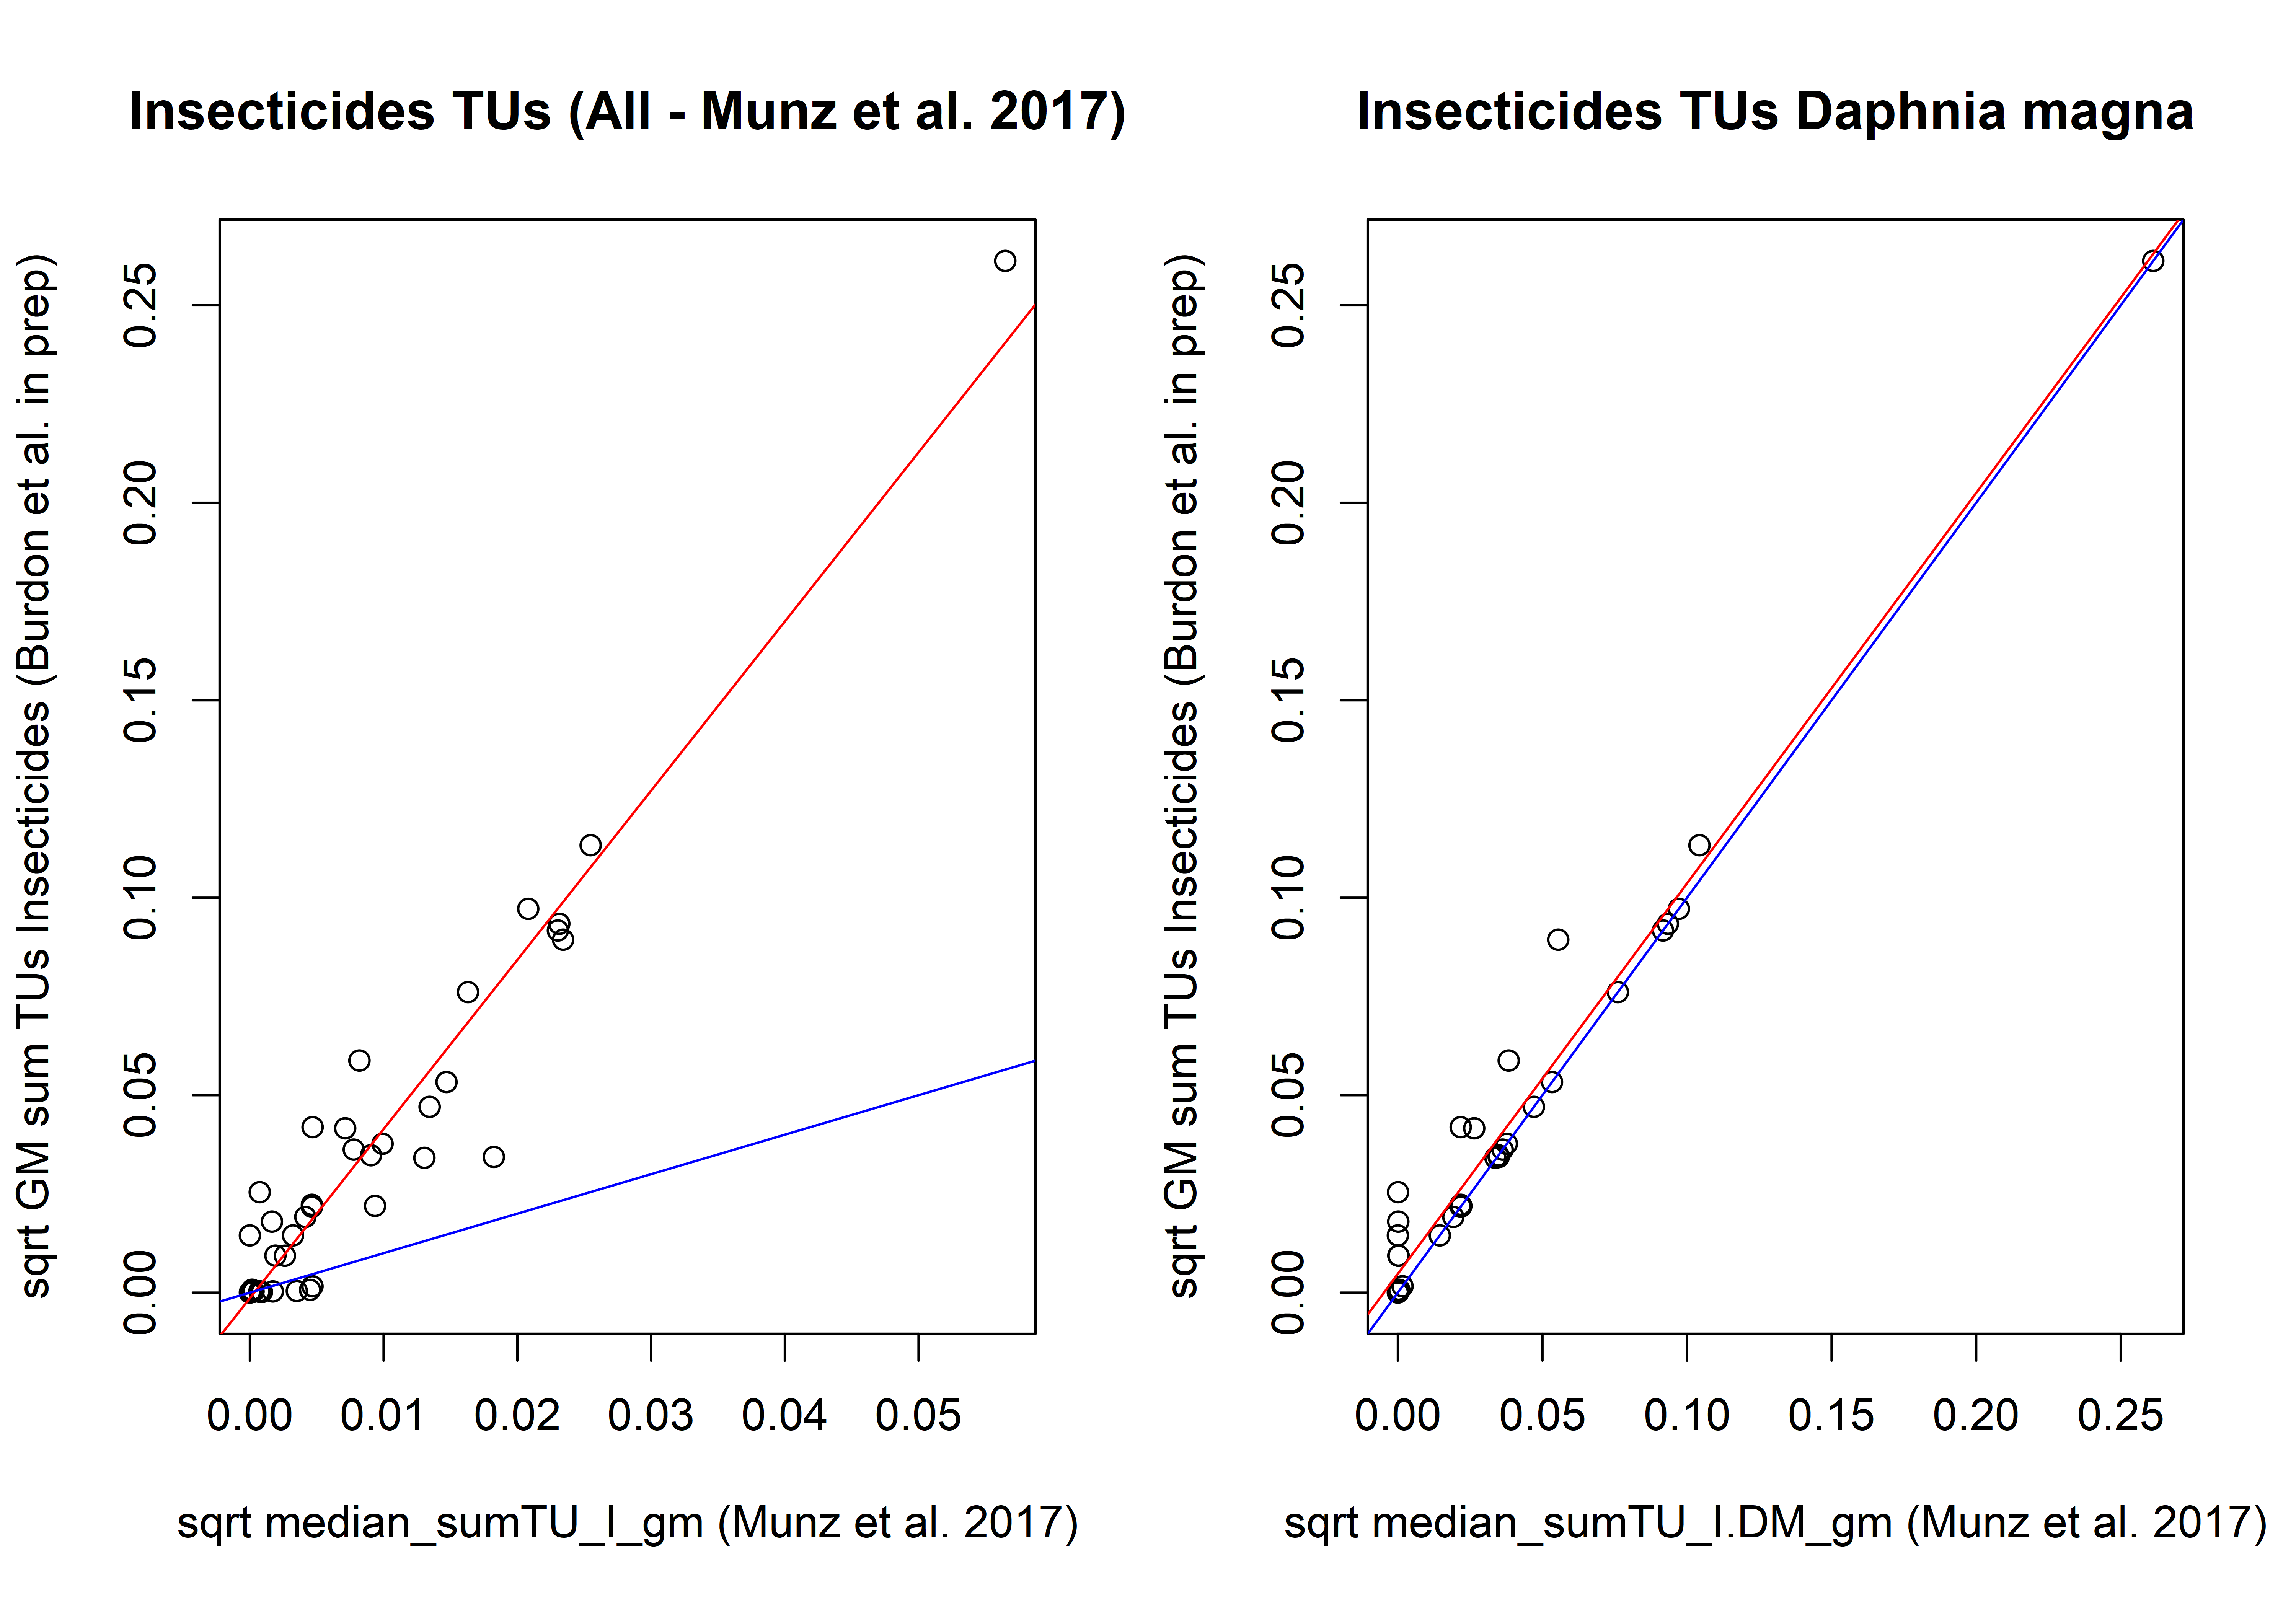 Insecticides TUs (All - Munz et al. 2017)
sqrt GM sum TUs Insecticides (Burdon et al. in prep)
0.25
0.20
0.15
0.10
0.05
0.00
0.00 0.01 0.02 0.03 0.04 0.05
sqrt median_sumTU_I_gm (Munz et al. 2017)
Insecticides TUs Daphnia magna
sqrt GM sum TUs Insecticides (Burdon et al. in prep)
0.25
0.20
0.15
0.10
0.05
0.00
0.00 0.05 0.10 0.15 0.20 0.25
sqrt median_sumTU_I.DM_gm (Munz et al. 2017)